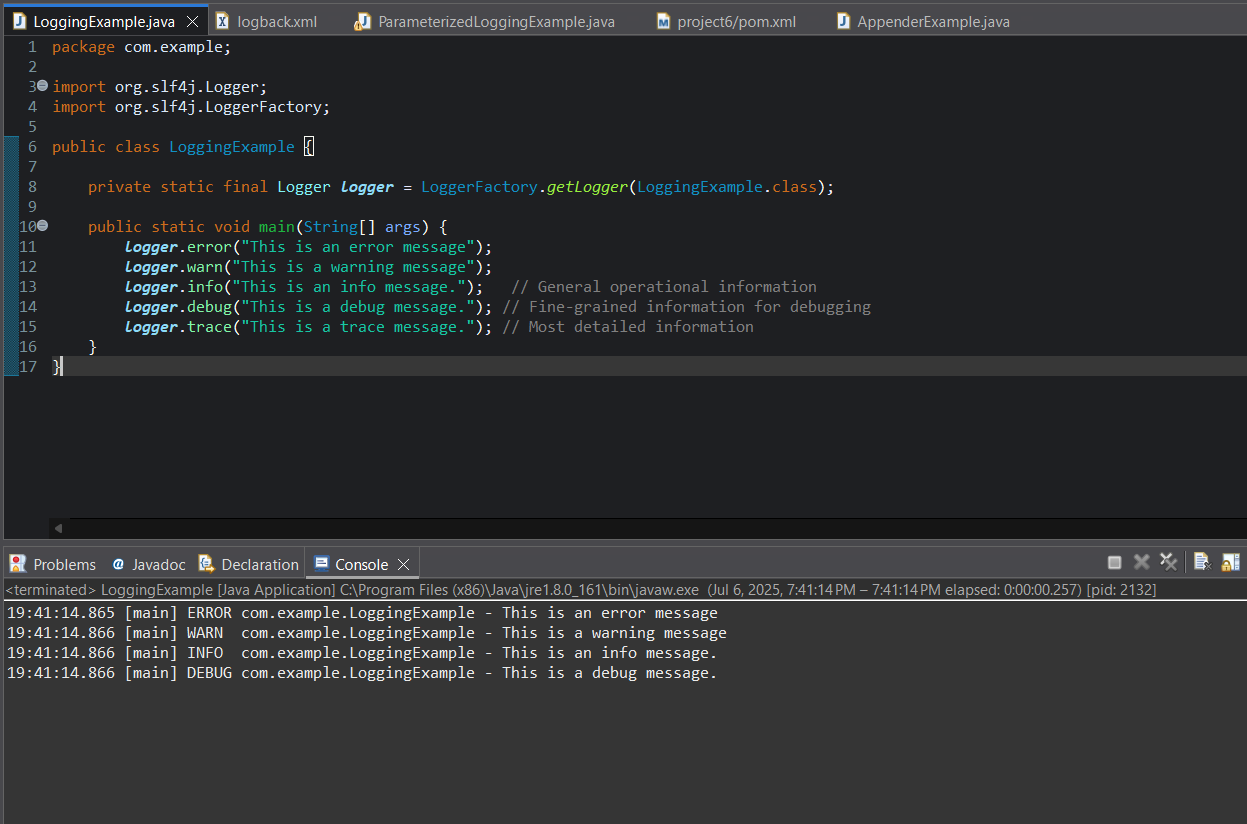 LoggingExample.java logback.xml ParameterizedLoggingExample.java project6/pom.xml AppenderExample.java
1 package com.example;
2
3 import org.slf4j.Logger;
4 import org.slf4j.LoggerFactory;
5
6 public class LoggingExample {
7
8     private static final Logger logger = LoggerFactory.getLogger(LoggingExample.class);
9
10     public static void main(String[] args) {
11         logger.error("This is an error message");
12         logger.warn("This is a warning message");
13         logger.info("This is an info message.");   // General operational information
14         logger.debug("This is a debug message."); // Fine-grained information for debugging
15         logger.trace("This is a trace message."); // Most detailed information
16     }
17 }
Problems @ Javadoc Declaration Console
<terminated> LoggingExample [Java Application] C:\Program Files (x86)\Java\jre1.8.0_161\bin\javaw.exe  (Jul 6, 2025, 7:41:14 PM – 7:41:14 PM elapsed: 0:00:00.257) [pid: 2132]
19:41:14.865 [main] ERROR com.example.LoggingExample - This is an error message
19:41:14.866 [main] WARN  com.example.LoggingExample - This is a warning message
19:41:14.866 [main] INFO  com.example.LoggingExample - This is an info message.
19:41:14.866 [main] DEBUG com.example.LoggingExample - This is a debug message.